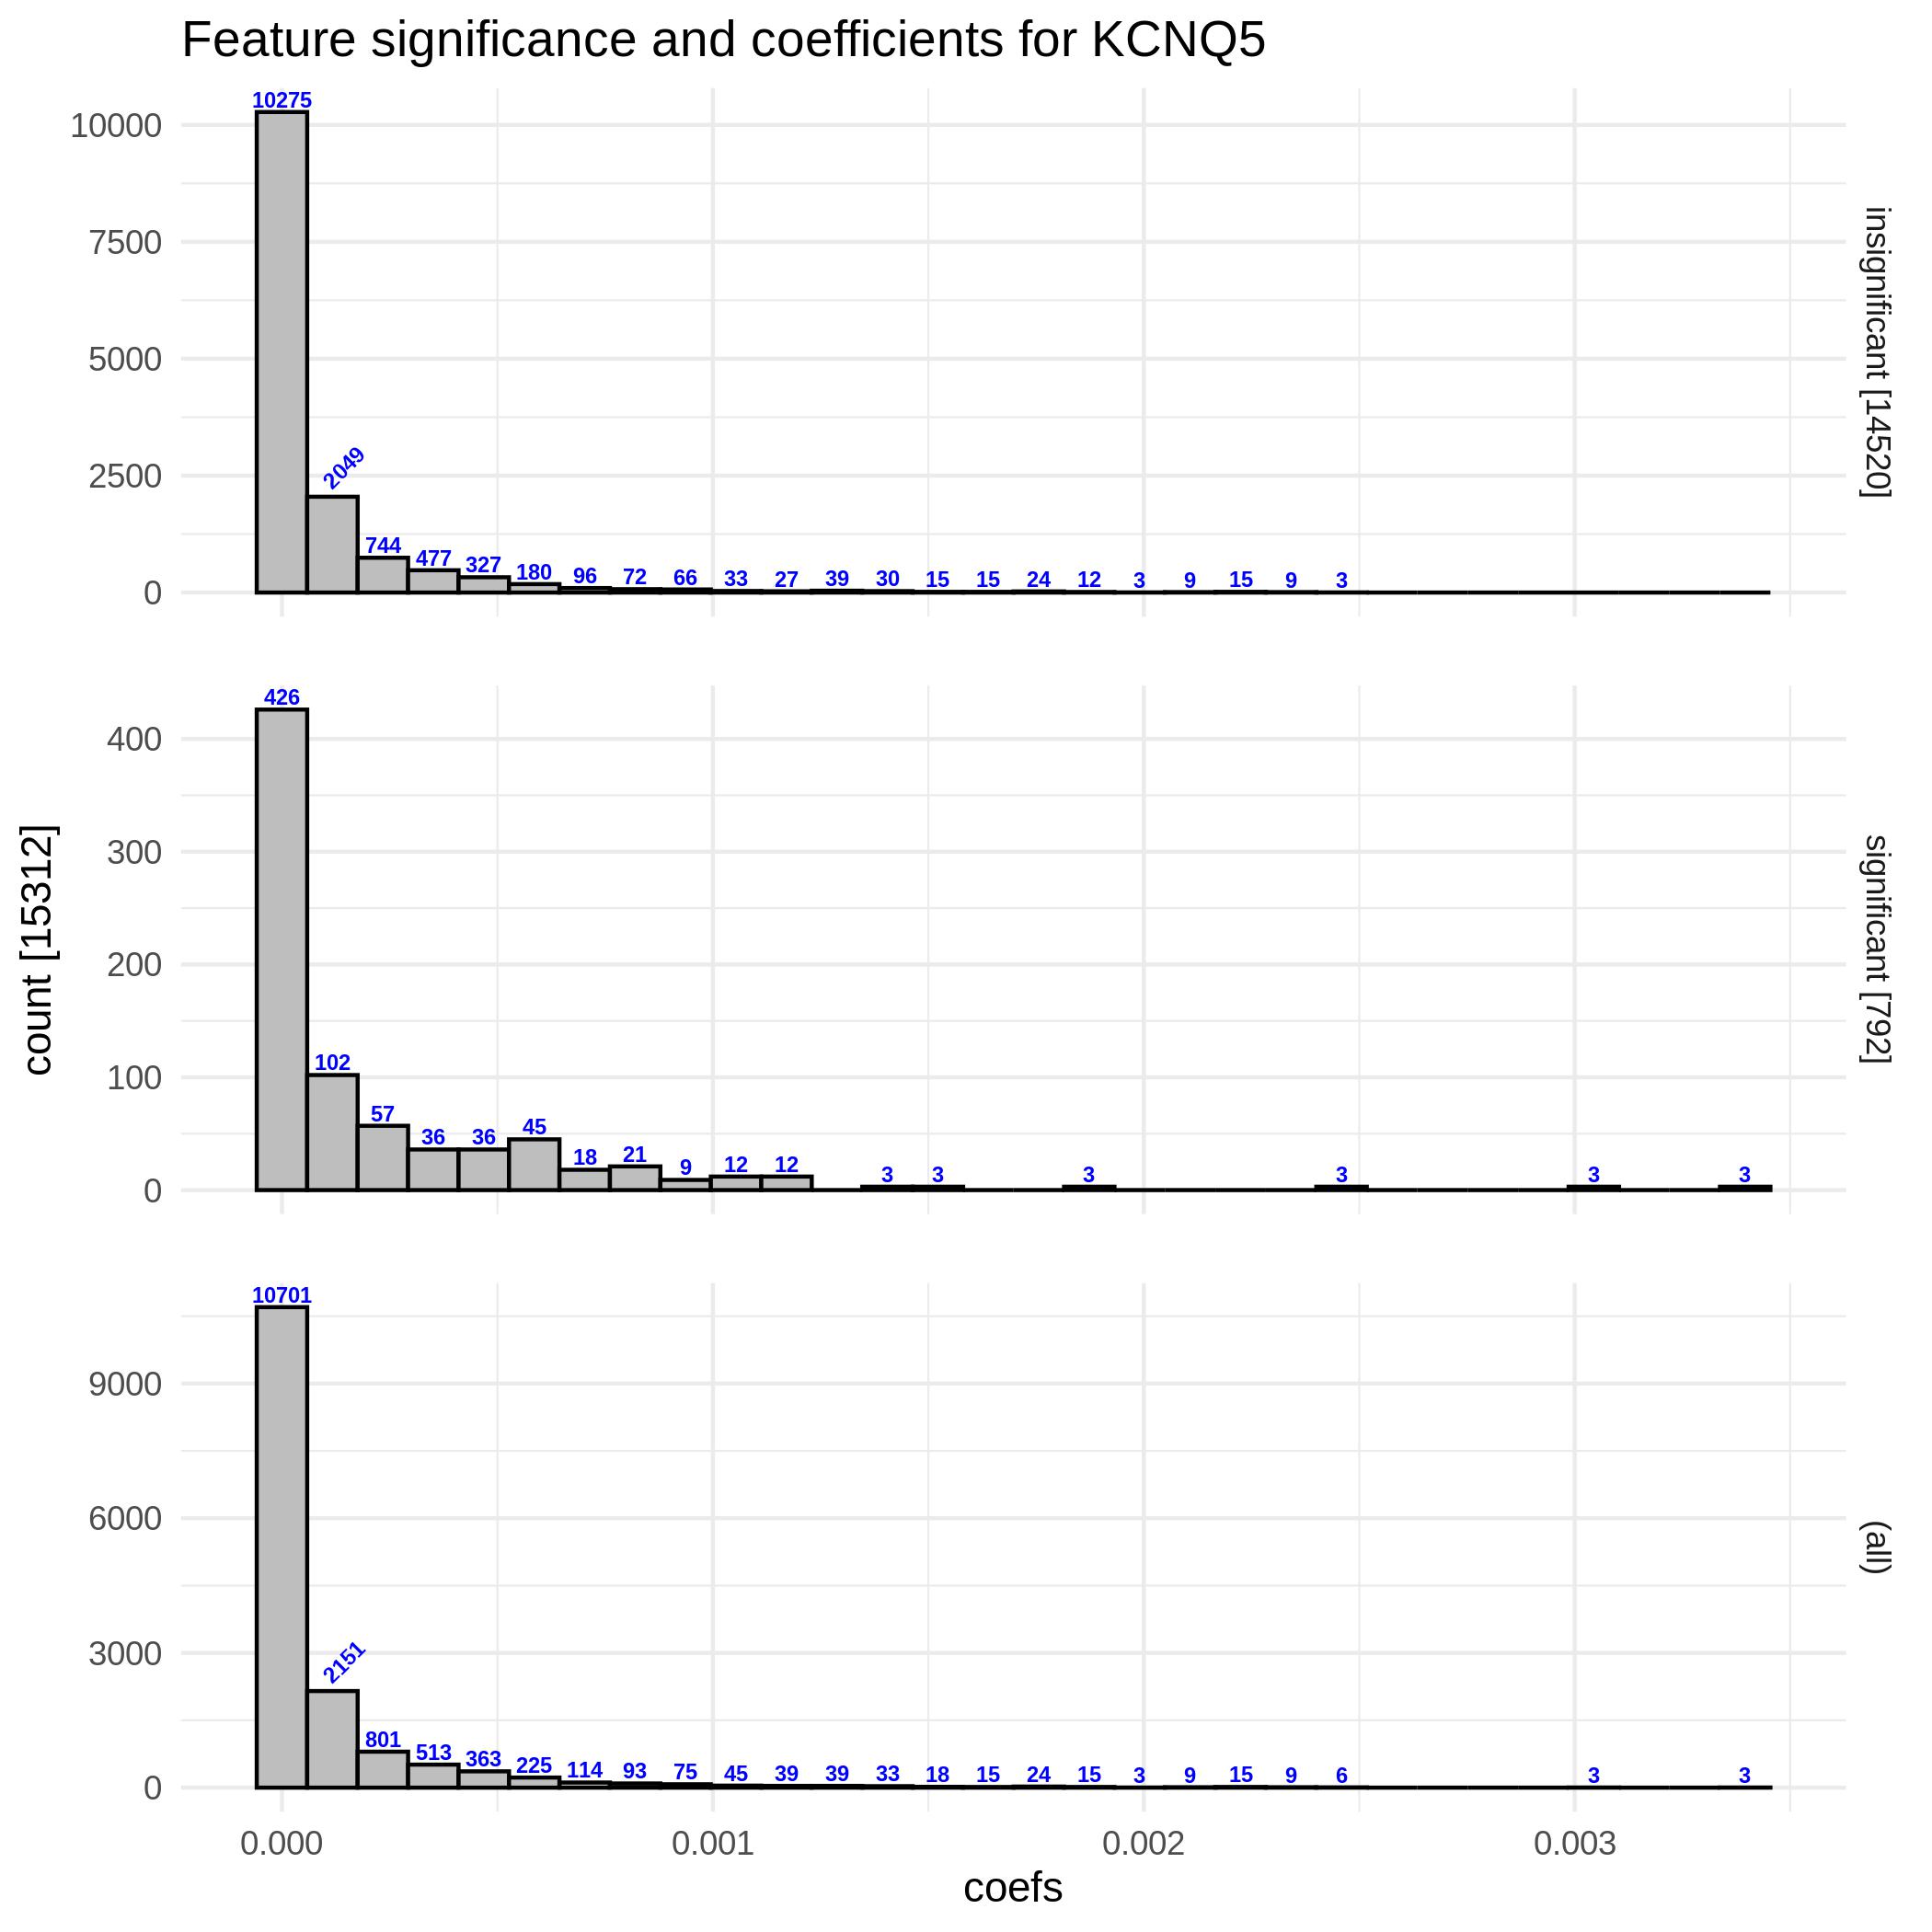 Feature significance and coefficients for KCNQ5
count [15312]
10000
7500
5000
2500
0
10275
2049
744 477 327 180 96 72 66 33 27 39 30 15 15 24 12 3 9 15 9 3
insignificant [14520]
400
300
200
100
0
426
102
57 36 36 45 18 21 9 12 12 3 3 3 3 3 3
significant [792]
9000
6000
3000
0
10701
2151
801 513 363 225 114 93 75 45 39 39 33 18 15 24 15 3 9 15 9 6 3 3
(all)
0.000 0.001 0.002 0.003
coefs